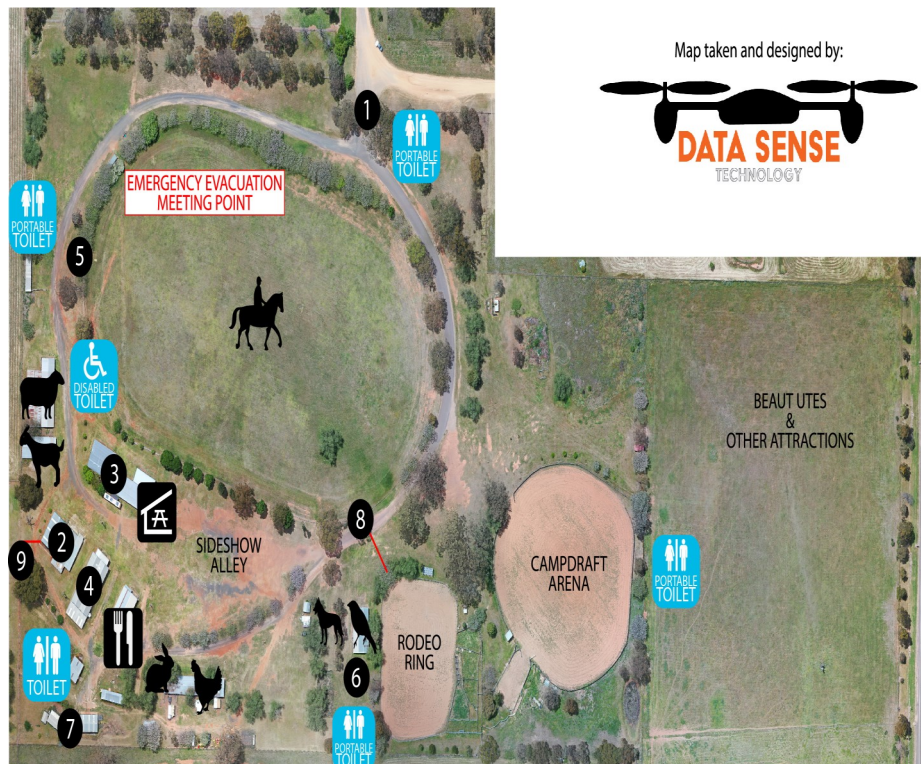 Map taken and designed by:
DATA SENSE
TECHNOLOGY
1
PORTABLE
TOILET
EMERGENCY EVACUATION
MEETING POINT
PORTABLE
TOILET
5
DISABLED
TOILET
BEAUT UTES
&
OTHER ATTRACTIONS
3
8
2
9
SIDESHOW
ALLEY
CAMPDRAFT
ARENA
PORTABLE
TOILET
4
RODEO
RING
TOILET
6
7
PORTABLE
TOILET